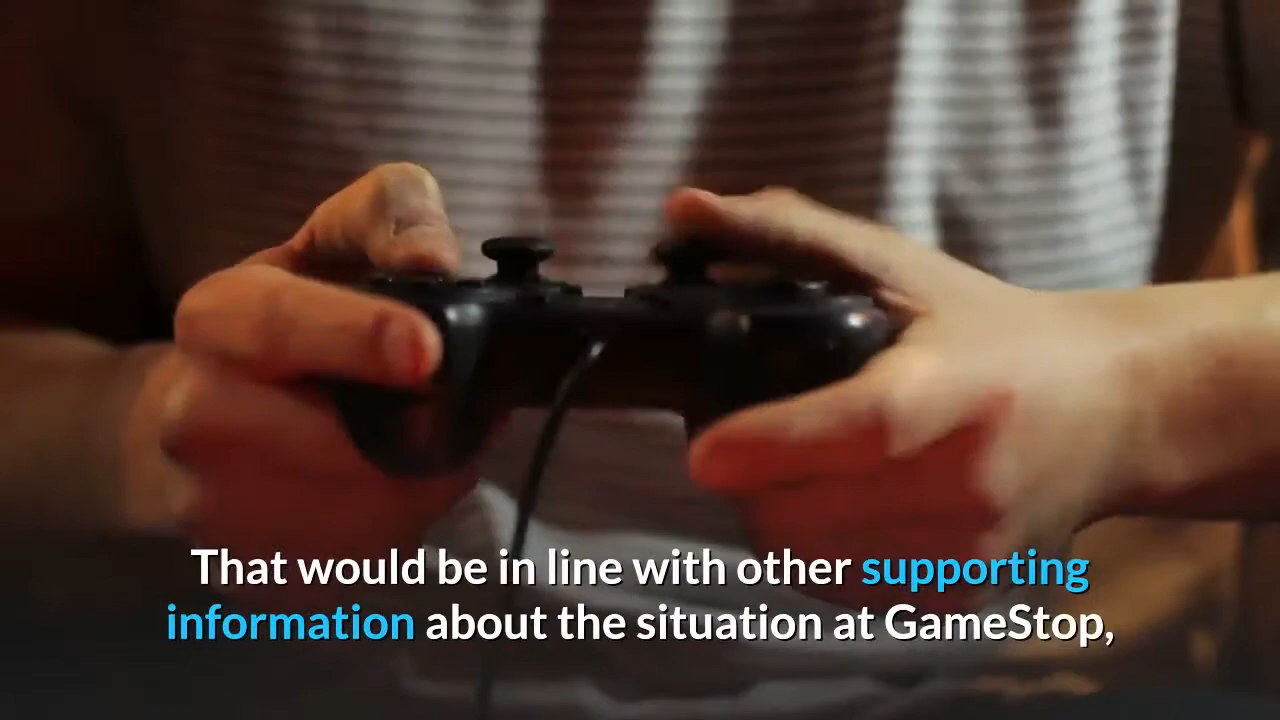 That would be in line with other supporting
information about the situation at GameStop,